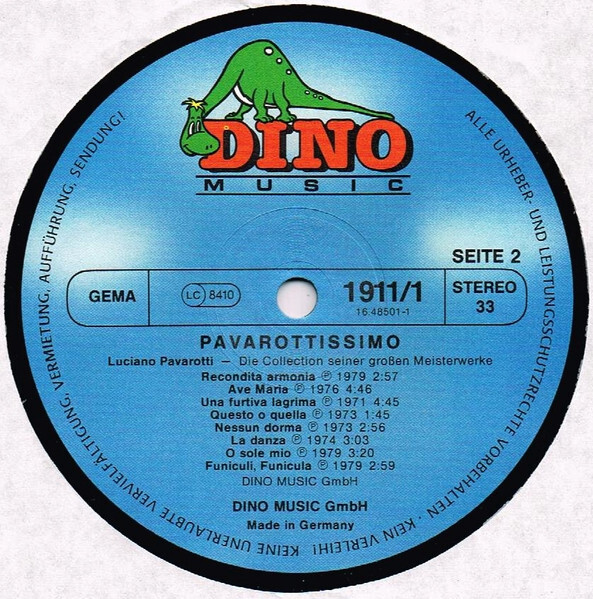 DINO
MUSIC
ALLE URHEBER- UND LEISTUNGSSCHUTZRECHTE VORBEHALTEN · KEIN VERLEIH! KEINE UNERLAUBTE VERVIELFÄLTIGUNG, VERMIETUNG, AUFFÜHRUNG, SENDUNG!
SEITE 2
GEMA
LC 8410
1911/1
16.48501-1
STEREO
33
PAVAROTTISSIMO
Luciano Pavarotti — Die Collection seiner großen Meisterwerke
Recondita armonia ℗ 1979 2:57
Ave Maria ℗ 1976 4:46
Una furtiva lagrima ℗ 1971 4:45
Questo o quella ℗ 1973 1:45
Nessun dorma ℗ 1973 2:56
La danza ℗ 1974 3:03
O sole mio ℗ 1979 3:20
Funiculi, Funicula ℗ 1979 2:59
DINO MUSIC GmbH
DINO MUSIC GmbH
Made in Germany